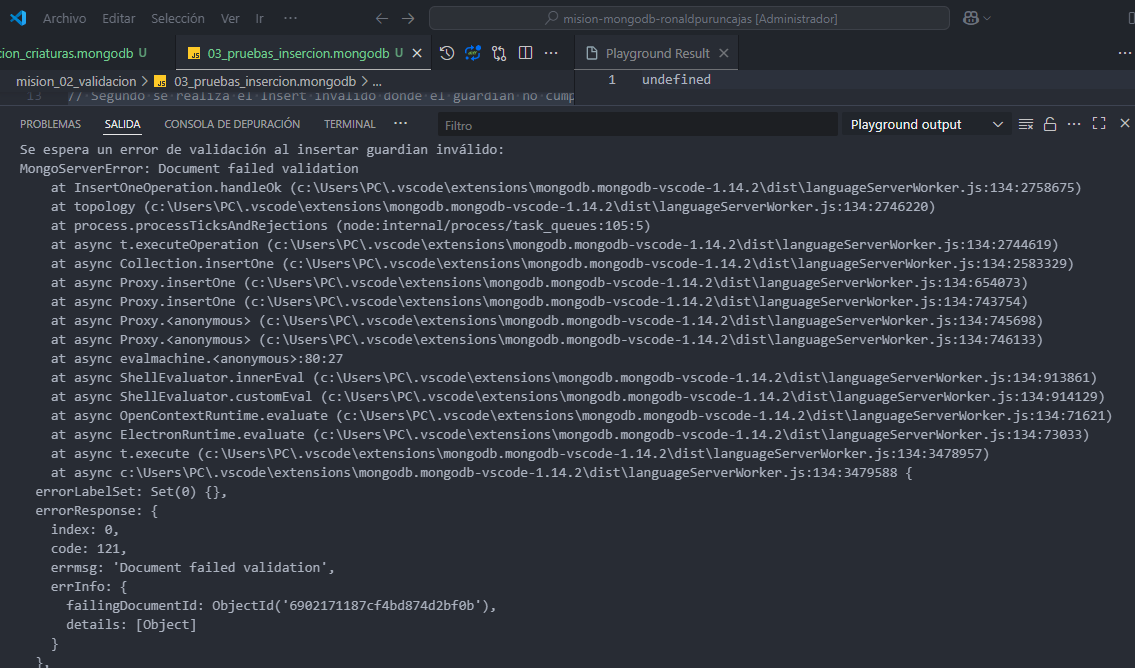 Archivo Editar Selección Ver Ir ··· mision-mongodb-ronaldpuruncajas [Administrador]
cion_criaturas.mongodb U JS 03_pruebas_insercion.mongodb U Playground Result
mision_02_validacion > JS 03_pruebas_insercion.mongodb > ... 1 undefined
13 // Segundo se realiza el Insert inválido donde el guardian no cump
PROBLEMAS SALIDA CONSOLA DE DEPURACIÓN TERMINAL ··· Filtro Playground output
Se espera un error de validación al insertar guardian inválido:
MongoServerError: Document failed validation
at InsertOneOperation.handleOk (c:\Users\PC\.vscode\extensions\mongodb.mongodb-vscode-1.14.2\dist\languageServerWorker.js:134:2758675)
at topology (c:\Users\PC\.vscode\extensions\mongodb.mongodb-vscode-1.14.2\dist\languageServerWorker.js:134:2746220)
at process.processTicksAndRejections (node:internal/process/task_queues:105:5)
at async t.executeOperation (c:\Users\PC\.vscode\extensions\mongodb.mongodb-vscode-1.14.2\dist\languageServerWorker.js:134:2744619)
at async Collection.insertOne (c:\Users\PC\.vscode\extensions\mongodb.mongodb-vscode-1.14.2\dist\languageServerWorker.js:134:2583329)
at async Proxy.insertOne (c:\Users\PC\.vscode\extensions\mongodb.mongodb-vscode-1.14.2\dist\languageServerWorker.js:134:654073)
at async Proxy.insertOne (c:\Users\PC\.vscode\extensions\mongodb.mongodb-vscode-1.14.2\dist\languageServerWorker.js:134:743754)
at async Proxy.<anonymous> (c:\Users\PC\.vscode\extensions\mongodb.mongodb-vscode-1.14.2\dist\languageServerWorker.js:134:745698)
at async Proxy.<anonymous> (c:\Users\PC\.vscode\extensions\mongodb.mongodb-vscode-1.14.2\dist\languageServerWorker.js:134:746133)
at async evalmachine.<anonymous>:80:27
at async ShellEvaluator.innerEval (c:\Users\PC\.vscode\extensions\mongodb.mongodb-vscode-1.14.2\dist\languageServerWorker.js:134:913861)
at async ShellEvaluator.customEval (c:\Users\PC\.vscode\extensions\mongodb.mongodb-vscode-1.14.2\dist\languageServerWorker.js:134:914129)
at async OpenContextRuntime.evaluate (c:\Users\PC\.vscode\extensions\mongodb.mongodb-vscode-1.14.2\dist\languageServerWorker.js:134:71621)
at async ElectronRuntime.evaluate (c:\Users\PC\.vscode\extensions\mongodb.mongodb-vscode-1.14.2\dist\languageServerWorker.js:134:73033)
at async t.execute (c:\Users\PC\.vscode\extensions\mongodb.mongodb-vscode-1.14.2\dist\languageServerWorker.js:134:3478957)
at async c:\Users\PC\.vscode\extensions\mongodb.mongodb-vscode-1.14.2\dist\languageServerWorker.js:134:3479588 {
errorLabelSet: Set(0) {},
errorResponse: {
index: 0,
code: 121,
errmsg: 'Document failed validation',
errInfo: {
failingDocumentId: ObjectId('6902171187cf4bd874d2bf0b'),
details: [Object]
}
},